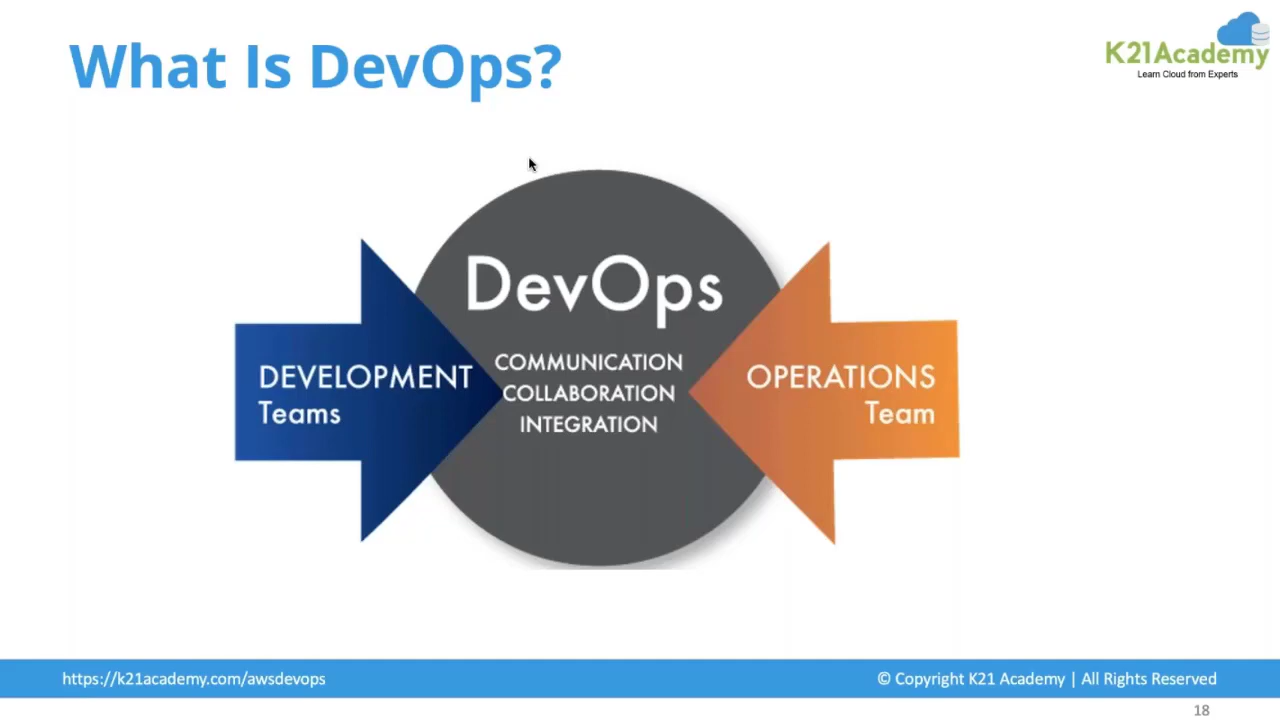 What Is DevOps?
K21Academy
Learn Cloud from Experts
DevOps
COMMUNICATION
COLLABORATION
INTEGRATION
DEVELOPMENT
Teams
OPERATIONS
Team
https://k21academy.com/awsdevops
© Copyright K21 Academy | All Rights Reserved
18